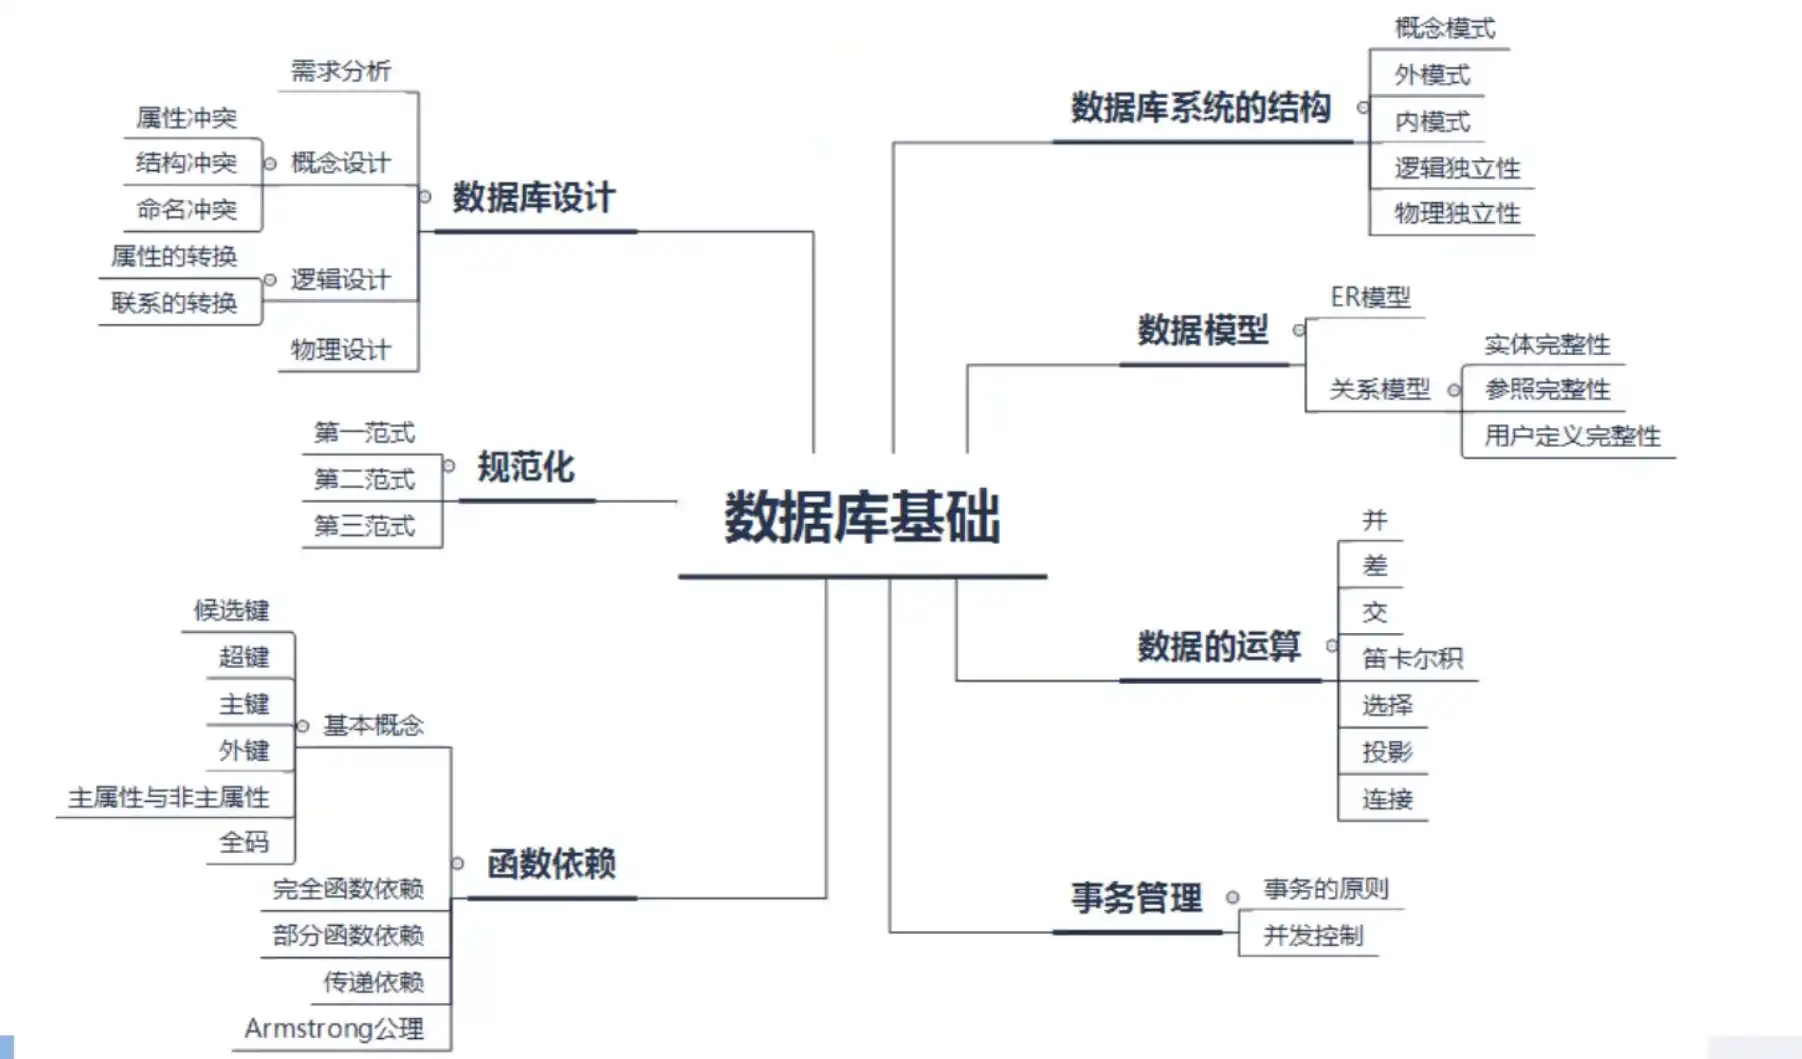 数据库基础
数据库设计
需求分析
概念设计
属性冲突
结构冲突
命名冲突
逻辑设计
属性的转换
联系的转换
物理设计
规范化
第一范式
第二范式
第三范式
函数依赖
基本概念
候选键
超键
主键
外键
主属性与非主属性
全码
完全函数依赖
部分函数依赖
传递依赖
Armstrong公理
数据库系统的结构
概念模式
外模式
内模式
逻辑独立性
物理独立性
数据模型
ER模型
关系模型
实体完整性
参照完整性
用户定义完整性
数据的运算
并
差
交
笛卡尔积
选择
投影
连接
事务管理
事务的原则
并发控制